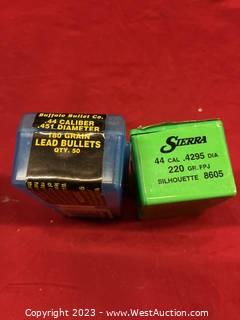 Buffalo Bullet Co.
.44 CALIBER
.451 DIAMETER
180 GRAIN
LEAD BULLETS
QTY. 50
SIERRA
44 CAL .4295 DIA
220 GR. FPJ
SILHOUETTE 8605
Copyright 2023 - www.WestAuction.com